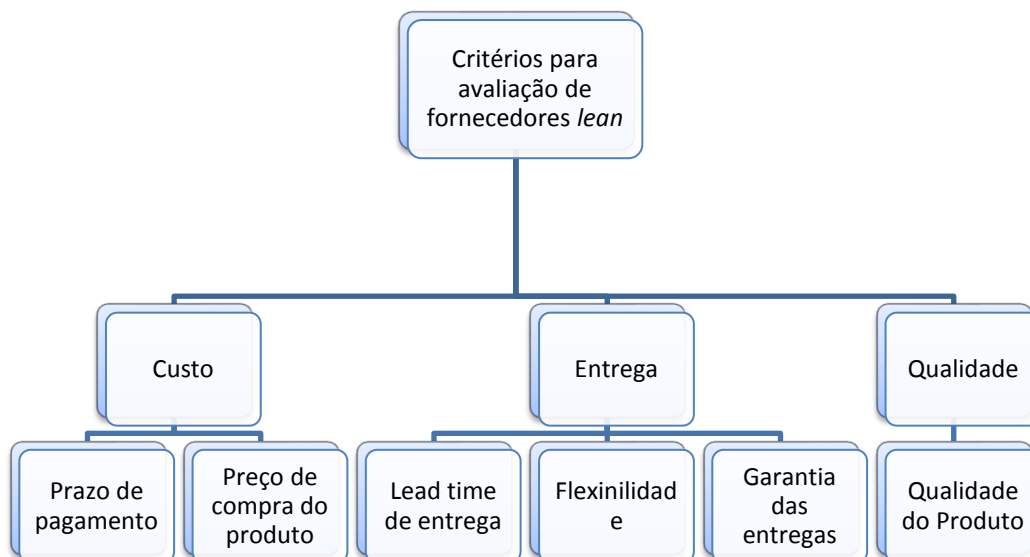 Critérios para
avaliação de
fornecedores lean
Custo
Entrega
Qualidade
Prazo de
pagamento
Preço de
compra do
produto
Lead time
de entrega
Flexinilidad
e
Garantia
das
entregas
Qualidade
do Produto